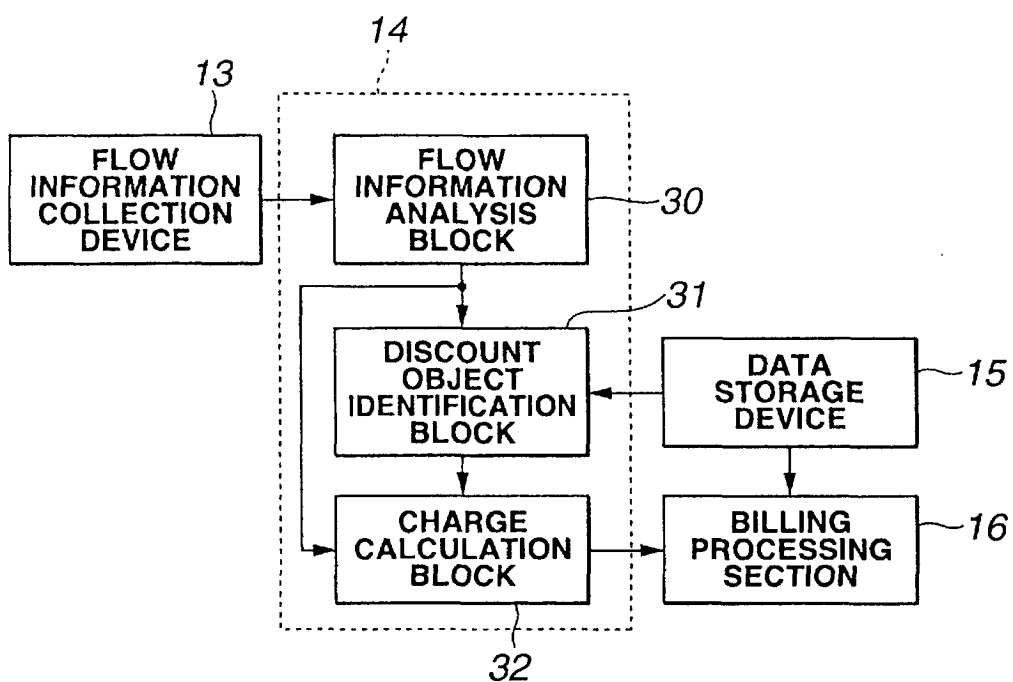 14
13
FLOW
INFORMATION
COLLECTION
DEVICE
FLOW
INFORMATION
ANALYSIS
BLOCK
30
31
DISCOUNT
OBJECT
IDENTIFICATION
BLOCK
DATA
STORAGE
DEVICE
15
CHARGE
CALCULATION
BLOCK
BILLING
PROCESSING
SECTION
16
32